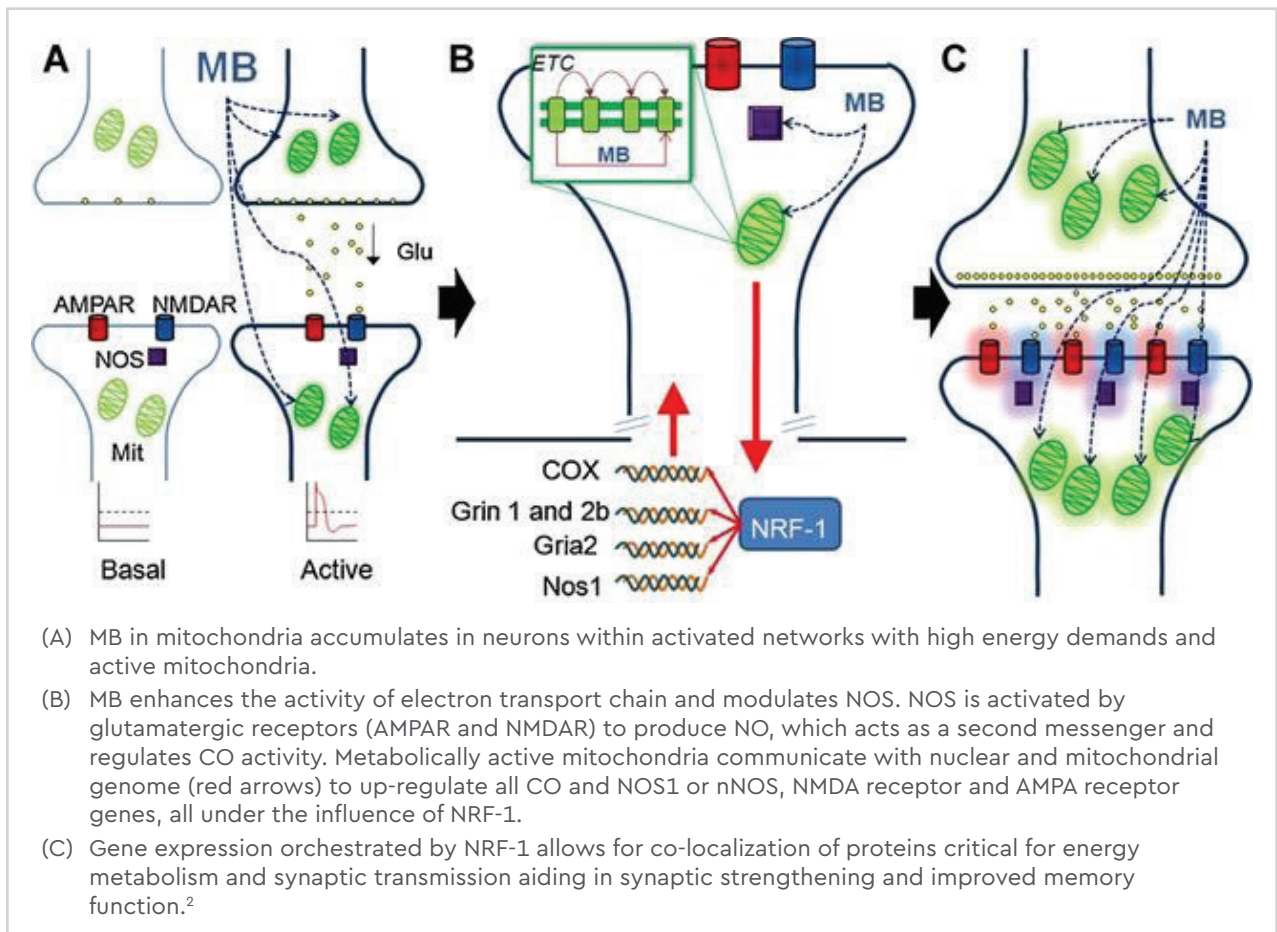 A
MB
Glu
AMPAR NMDAR
NOS
Mit
Basal
Active
B
ETC
MB
MB
COX
Grin 1 and 2b
Gria2
Nos1
NRF-1
C
MB
(A) MB in mitochondria accumulates in neurons within activated networks with high energy demands and
active mitochondria.
(B) MB enhances the activity of electron transport chain and modulates NOS. NOS is activated by
glutamatergic receptors (AMPAR and NMDAR) to produce NO, which acts as a second messenger and
regulates CO activity. Metabolically active mitochondria communicate with nuclear and mitochondrial
genome (red arrows) to up-regulate all CO and NOS1 or nNOS, NMDA receptor and AMPA receptor
genes, all under the influence of NRF-1.
(C) Gene expression orchestrated by NRF-1 allows for co-localization of proteins critical for energy
metabolism and synaptic transmission aiding in synaptic strengthening and improved memory
function.²